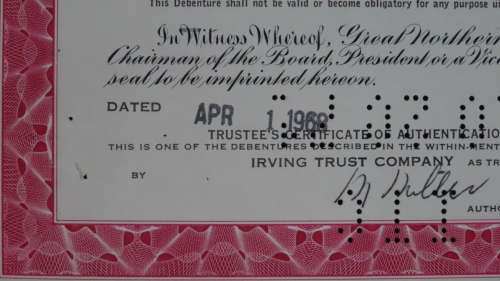 This Debenture shall not be valid or become obligatory for any purpose
In Witness Whereof, Great Northern
Chairman of the Board, President or a Vice
seal to be imprinted hereon.
DATED APR 1 1968
TRUSTEE'S CERTIFICATE OF AUTHENTICATION
THIS IS ONE OF THE DEBENTURES DESCRIBED IN THE WITHIN-MENT
IRVING TRUST COMPANY AS TR
BY
AUTHO